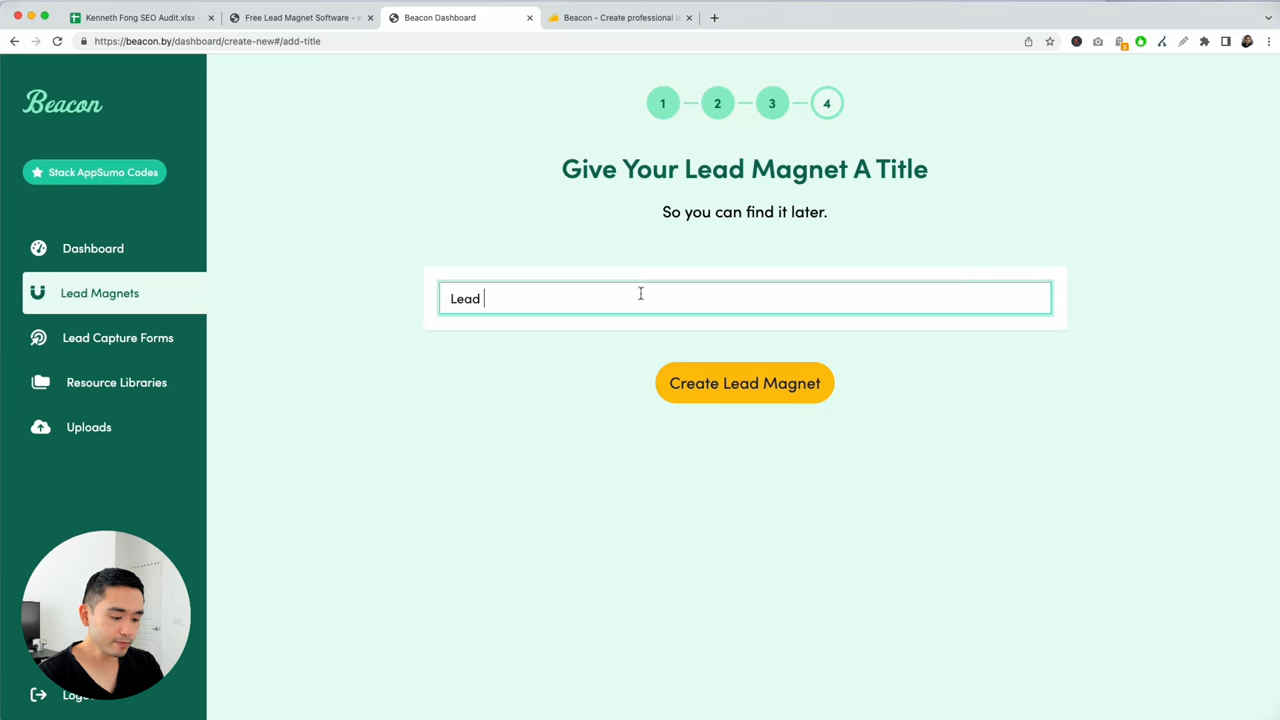 Kenneth Fong SEO Audit.xlsx
Free Lead Magnet Software -
Beacon Dashboard
Beacon - Create professional
https://beacon.by/dashboard/create-new#/add-title
Beacon
Stack AppSumo Codes
Dashboard
Lead Magnets
Lead Capture Forms
Resource Libraries
Uploads
1
2
3
4
Give Your Lead Magnet A Title
So you can find it later.
Lead
Create Lead Magnet